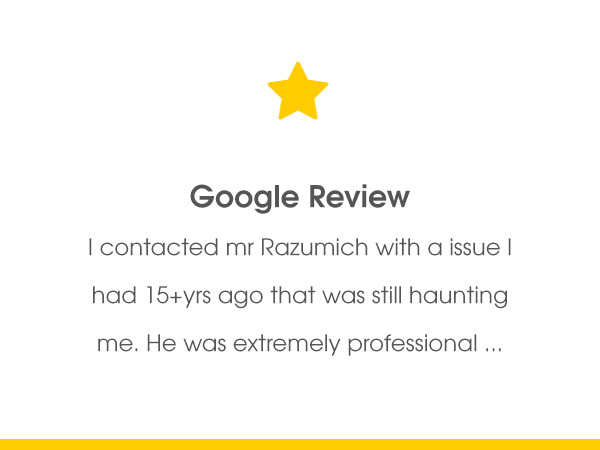 Google Review
I contacted mr Razumich with a issue I
had 15+yrs ago that was still haunting
me. He was extremely professional ...